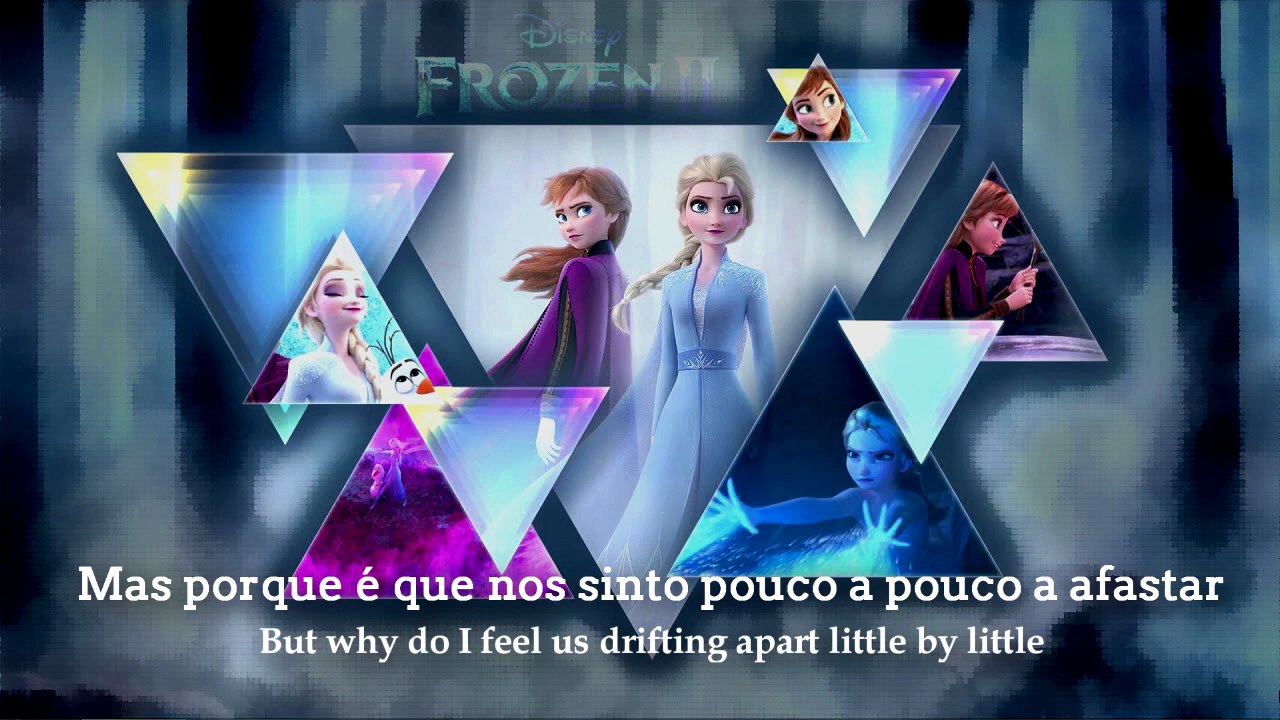 Disney
FROZEN II
Mas porque é que nos sinto pouco a pouco a afastar
But why do I feel us drifting apart little by little